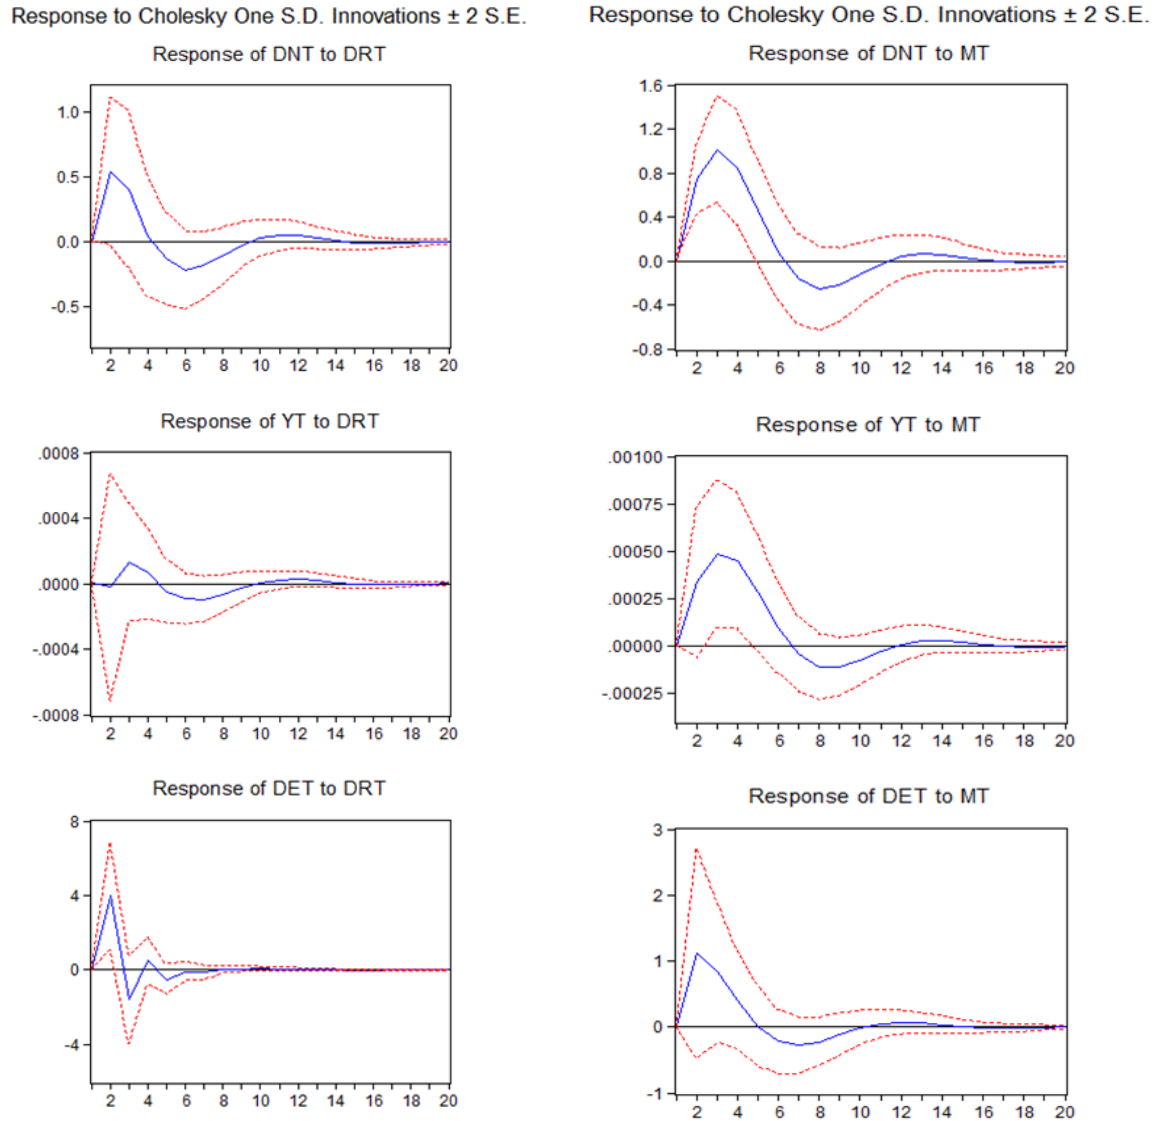 Response to Cholesky One S.D. Innovations ± 2 S.E.
Response of DNT to DRT
1.0
0.5
0.0
-0.5
2 4 6 8 10 12 14 16 18 20
Response of YT to DRT
.0008
.0004
.0000
-.0004
-.0008
2 4 6 8 10 12 14 16 18 20
Response of DET to DRT
8
4
0
-4
2 4 6 8 10 12 14 16 18 20
Response to Cholesky One S.D. Innovations ± 2 S.E.
Response of DNT to MT
1.6
1.2
0.8
0.4
0.0
-0.4
-0.8
2 4 6 8 10 12 14 16 18 20
Response of YT to MT
.00100
.00075
.00050
.00025
.00000
-.00025
2 4 6 8 10 12 14 16 18 20
Response of DET to MT
3
2
1
0
-1
2 4 6 8 10 12 14 16 18 20